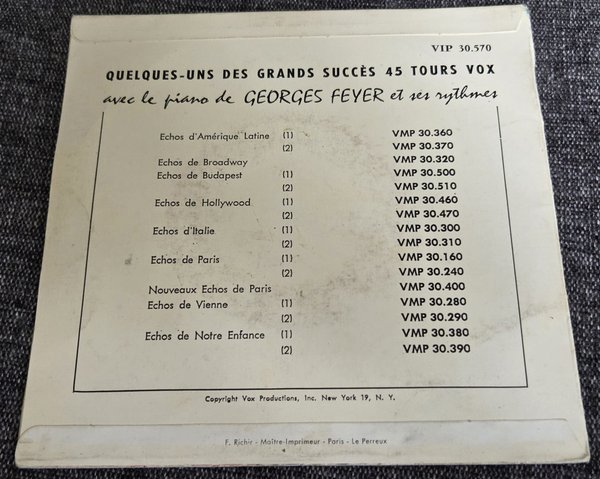 VIP 30.570
QUELQUES-UNS DES GRANDS SUCCÈS 45 TOURS VOX
avec le piano de GEORGES FEYER et ses rythmes
Echos d'Amérique Latine (1) VMP 30.360
(2) VMP 30.370
Echos de Broadway VMP 30.320
Echos de Budapest (1) VMP 30.500
(2) VMP 30.510
Echos de Hollywood (1) VMP 30.460
(2) VMP 30.470
Echos d'Italie (1) VMP 30.300
(2) VMP 30.310
Echos de Paris (1) VMP 30.160
(2) VMP 30.240
Nouveaux Echos de Paris VMP 30.400
Echos de Vienne (1) VMP 30.280
(2) VMP 30.290
Echos de Notre Enfance (1) VMP 30.380
(2) VMP 30.390
Copyright Vox Productions, Inc. New York 19, N. Y.
F. Richir - Maître-Imprimeur - Paris - Le Perreux